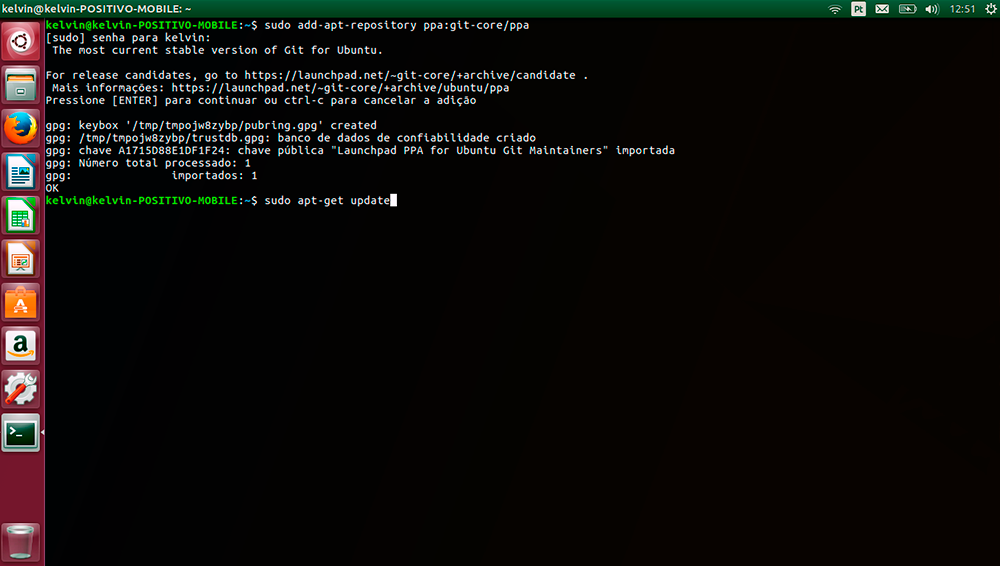 kelvin@kelvin-POSITIVO-MOBILE: ~
Pt
12:51
kelvin@kelvin-POSITIVO-MOBILE:~$ sudo add-apt-repository ppa:git-core/ppa
[sudo] senha para kelvin:
 The most current stable version of Git for Ubuntu.
For release candidates, go to https://launchpad.net/~git-core/+archive/candidate .
 Mais informações: https://launchpad.net/~git-core/+archive/ubuntu/ppa
Pressione [ENTER] para continuar ou ctrl-c para cancelar a adição
gpg: keybox '/tmp/tmpojw8zybp/pubring.gpg' created
gpg: /tmp/tmpojw8zybp/trustdb.gpg: banco de dados de confiabilidade criado
gpg: chave A1715D88E1DF1F24: chave pública "Launchpad PPA for Ubuntu Git Maintainers" importada
gpg: Número total processado: 1
gpg:               importados: 1
OK
kelvin@kelvin-POSITIVO-MOBILE:~$ sudo apt-get update